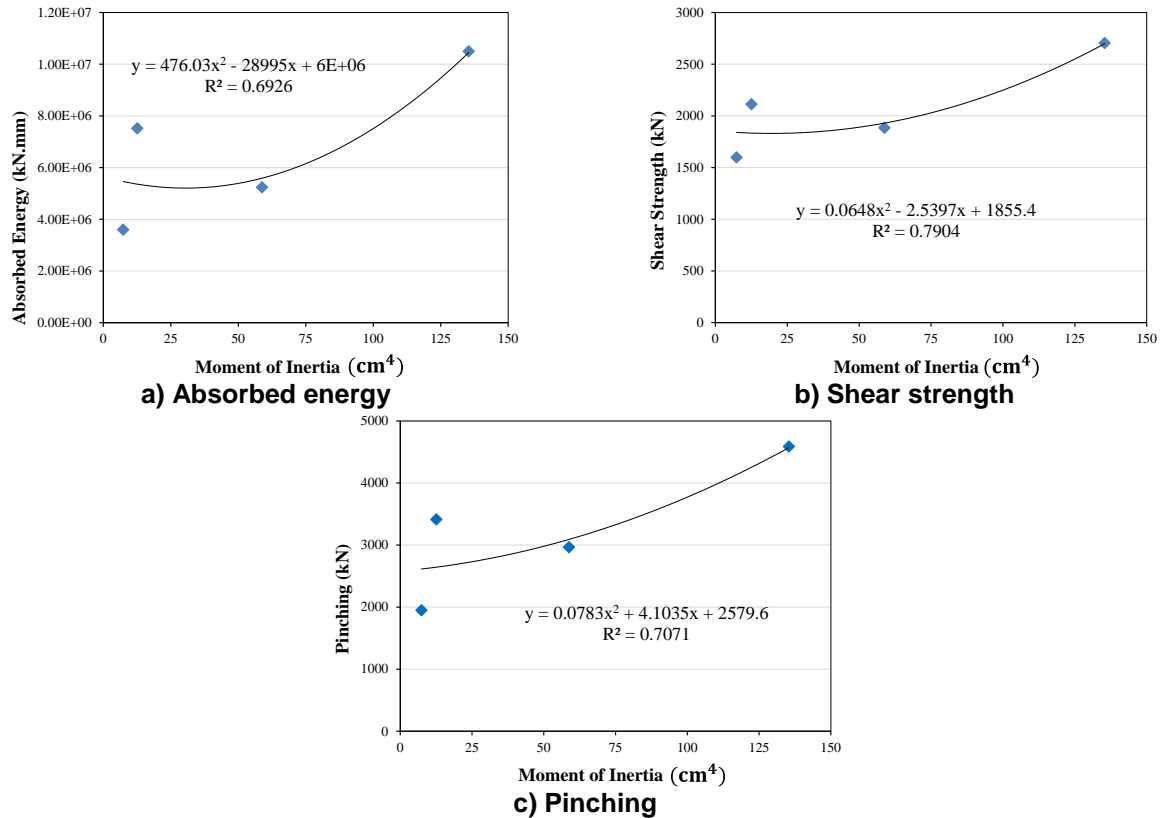 1.20E+07
1.00E+07
8.00E+06
6.00E+06
4.00E+06
2.00E+06
0.00E+00
Absorbed Energy (kN.mm)
y = 476.03x² - 28995x + 6E+06
R² = 0.6926
0 25 50 75 100 125 150
Moment of Inertia (cm⁴)
a) Absorbed energy
3000
2500
2000
1500
1000
500
0
Shear Strength (kN)
y = 0.0648x² - 2.5397x + 1855.4
R² = 0.7904
0 25 50 75 100 125 150
Moment of Inertia (cm⁴)
b) Shear strength
5000
4000
3000
2000
1000
0
Pinching (kN)
y = 0.0783x² + 4.1035x + 2579.6
R² = 0.7071
0 25 50 75 100 125 150
Moment of Inertia (cm⁴)
c) Pinching